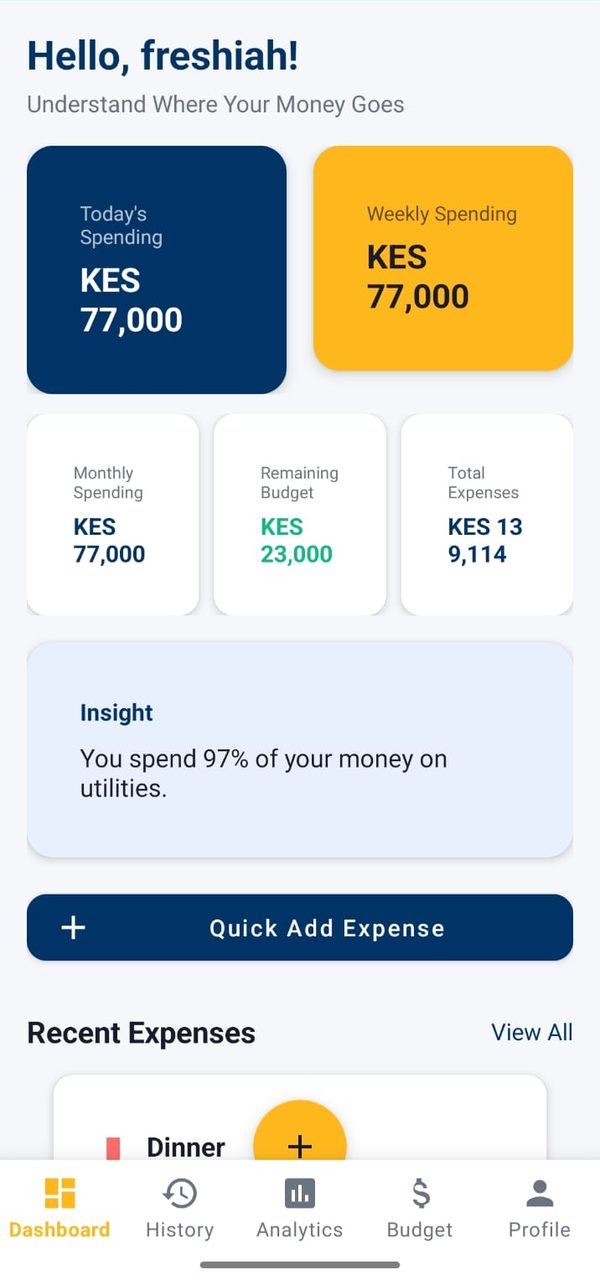 Hello, freshiah!
Understand Where Your Money Goes
Today's
Spending
KES
77,000
Weekly Spending
KES
77,000
Monthly
Spending
KES
77,000
Remaining
Budget
KES
23,000
Total
Expenses
KES 13
9,114
Insight
You spend 97% of your money on
utilities.
+ Quick Add Expense
Recent Expenses
View All
Dinner
+
Dashboard
History
Analytics
Budget
Profile